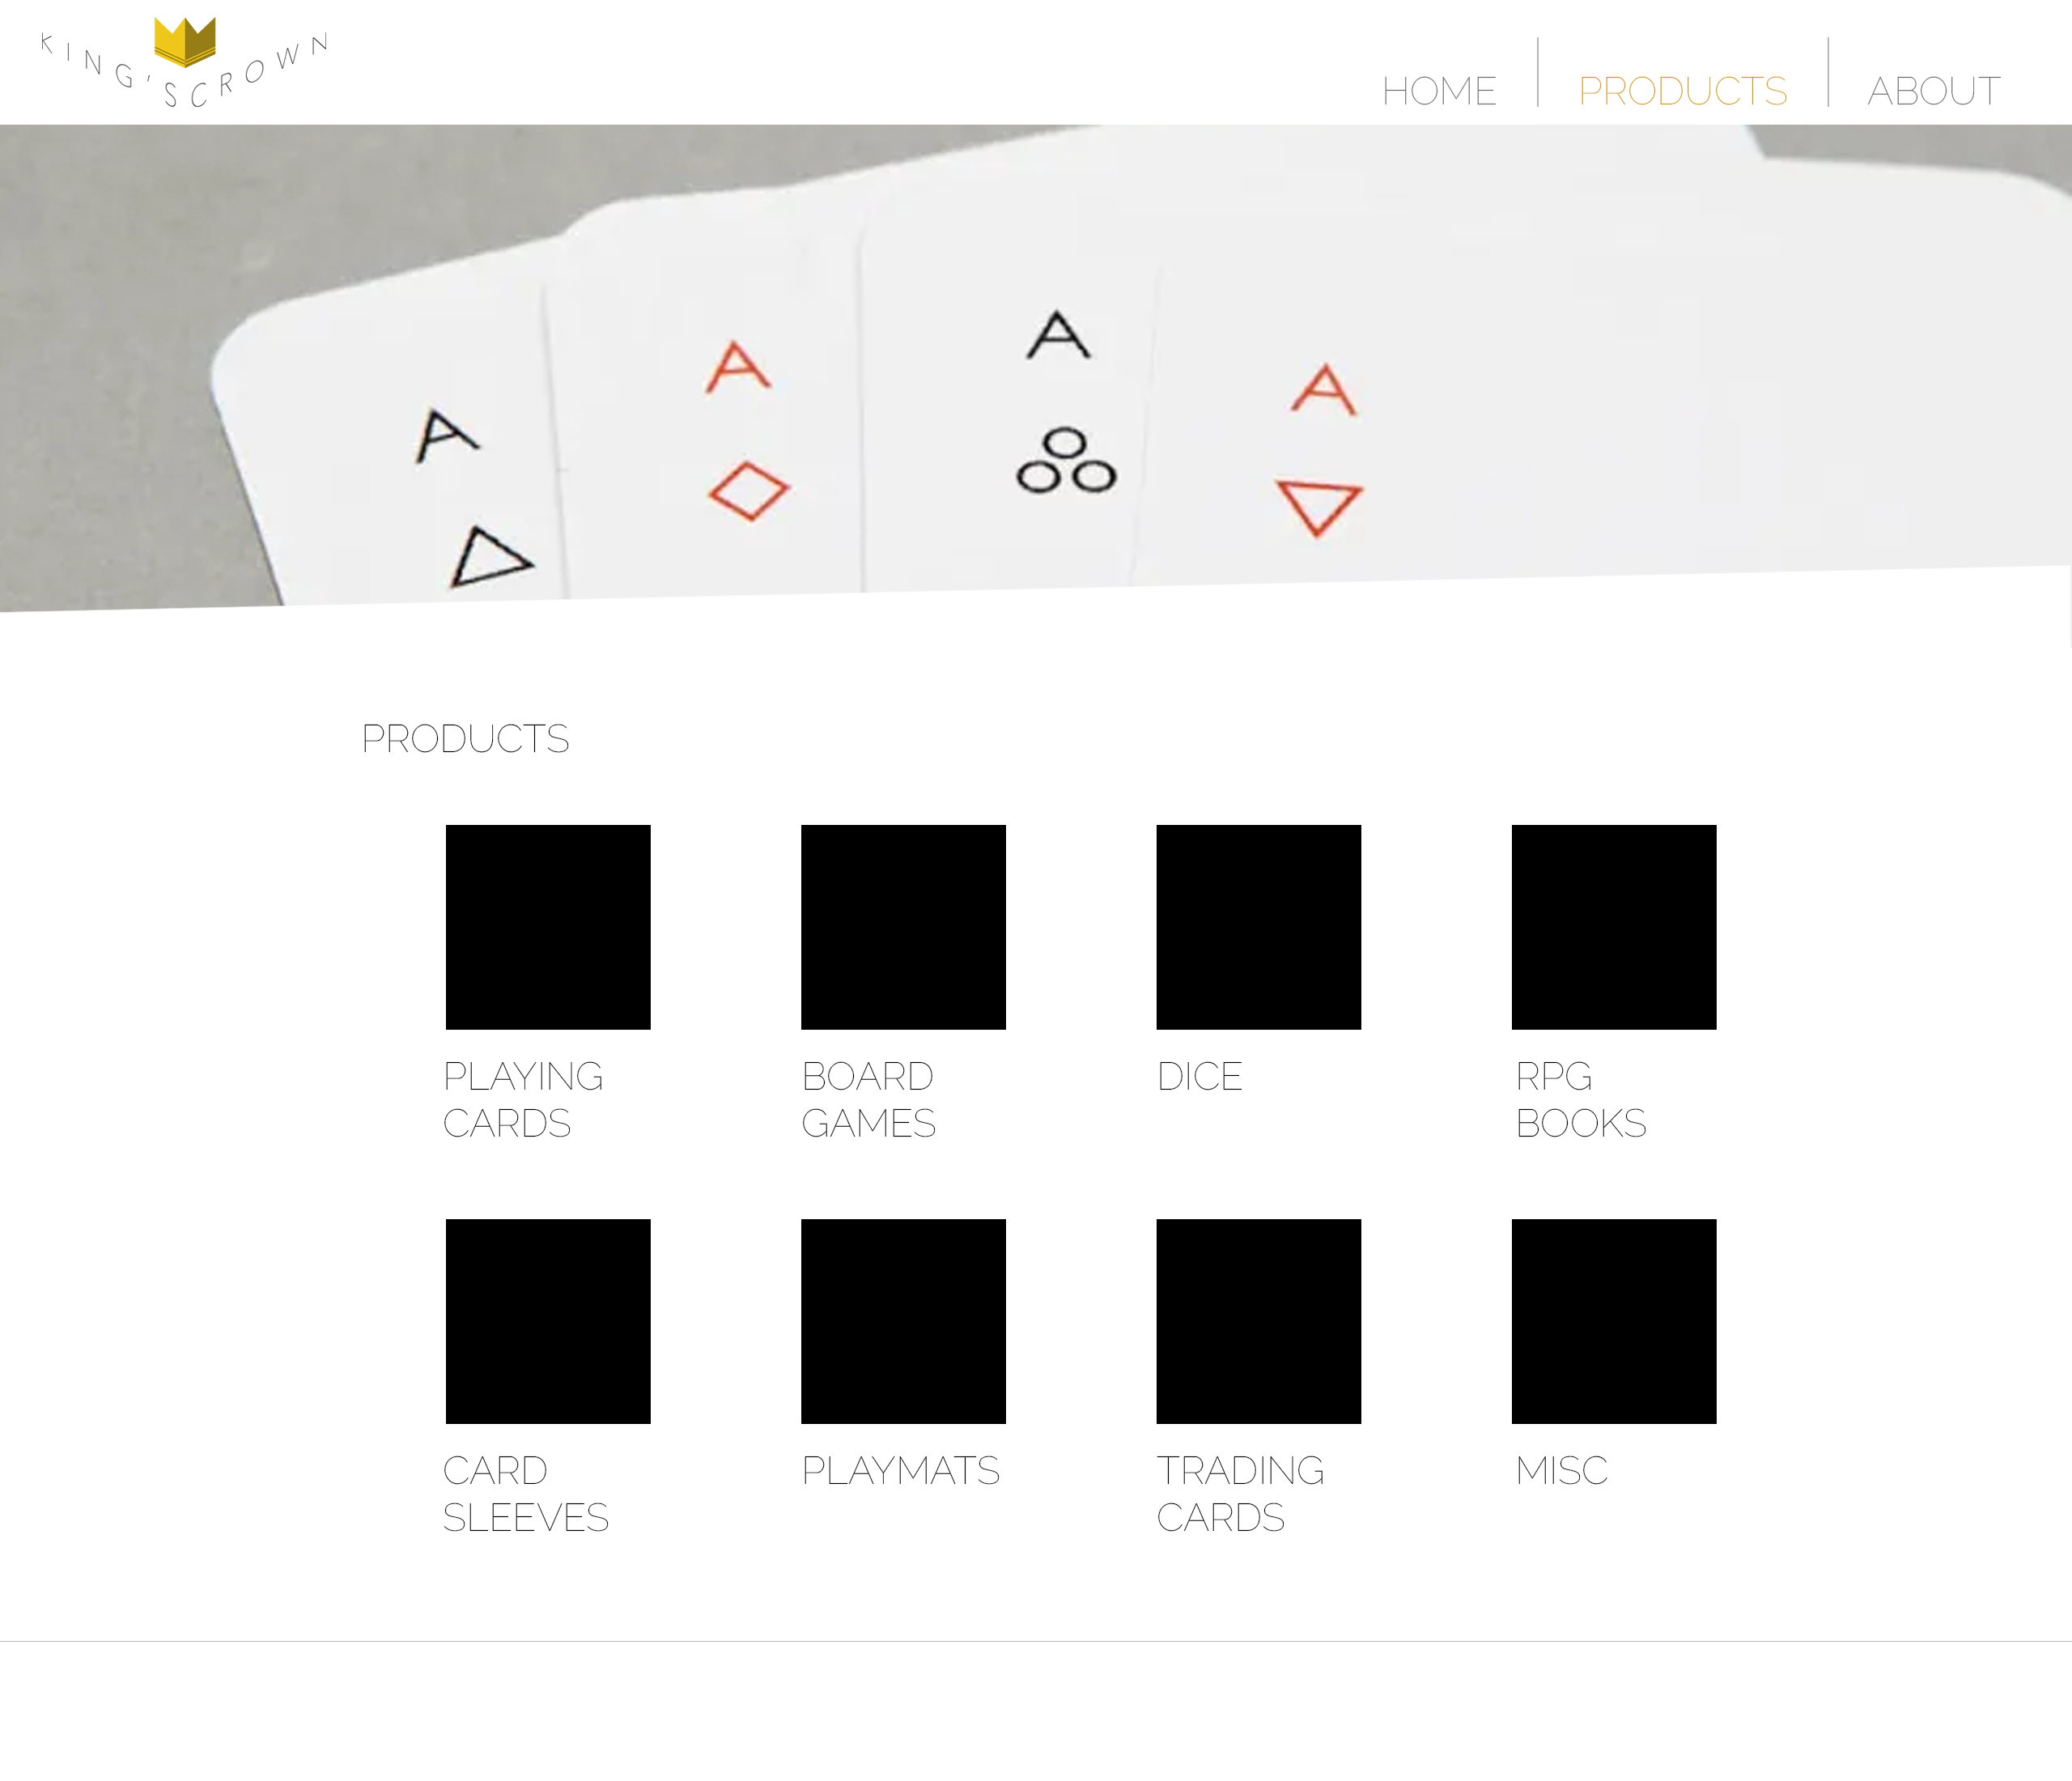 KING'SCROWN
HOME
PRODUCTS
ABOUT
A
A
A
A
PRODUCTS
PLAYING
CARDS
BOARD
GAMES
DICE
RPG
BOOKS
CARD
SLEEVES
PLAYMATS
TRADING
CARDS
MISC